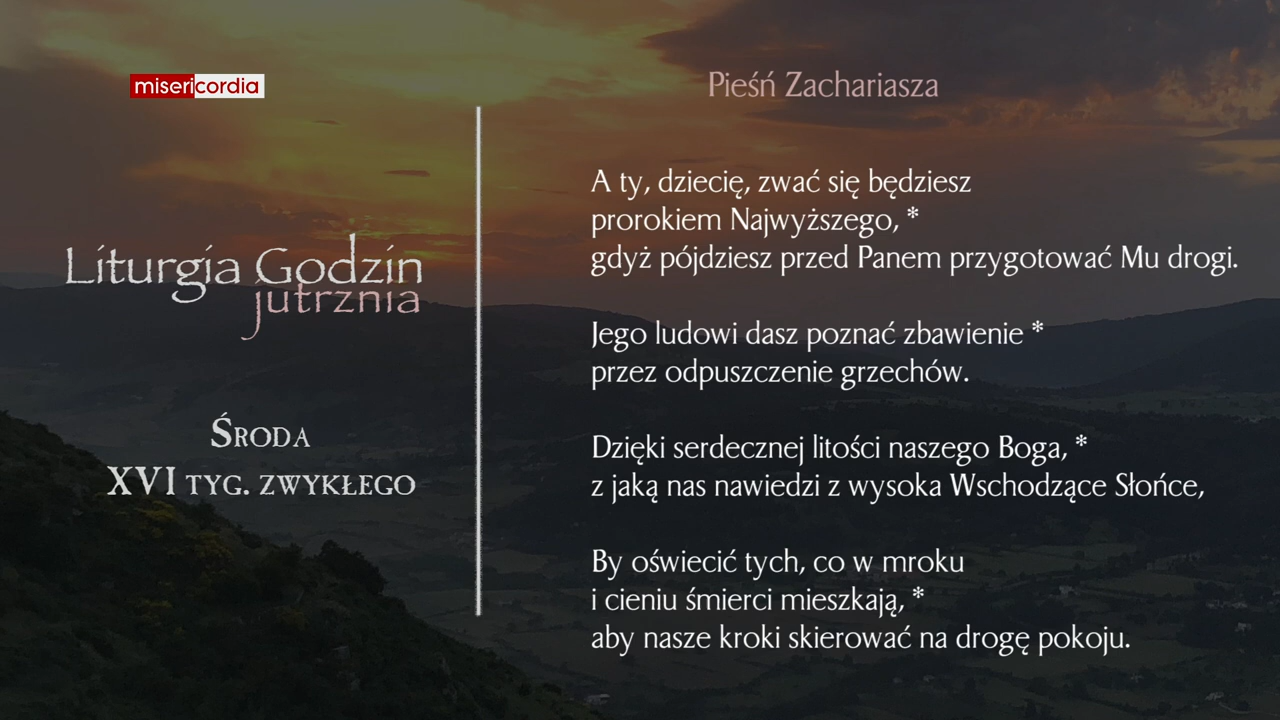 misericordia
Liturgia Godzin
jutrznia
Środa
XVI tyg. zwykłego
Pieśń Zachariasza
A ty, dziecię, zwać się będziesz
prorokiem Najwyższego, *
gdyż pójdziesz przed Panem przygotować Mu drogi.
Jego ludowi dasz poznać zbawienie *
przez odpuszczenie grzechów.
Dzięki serdecznej litości naszego Boga, *
z jaką nas nawiedzi z wysoka Wschodzące Słońce,
By oświecić tych, co w mroku
i cieniu śmierci mieszkają, *
aby nasze kroki skierować na drogę pokoju.